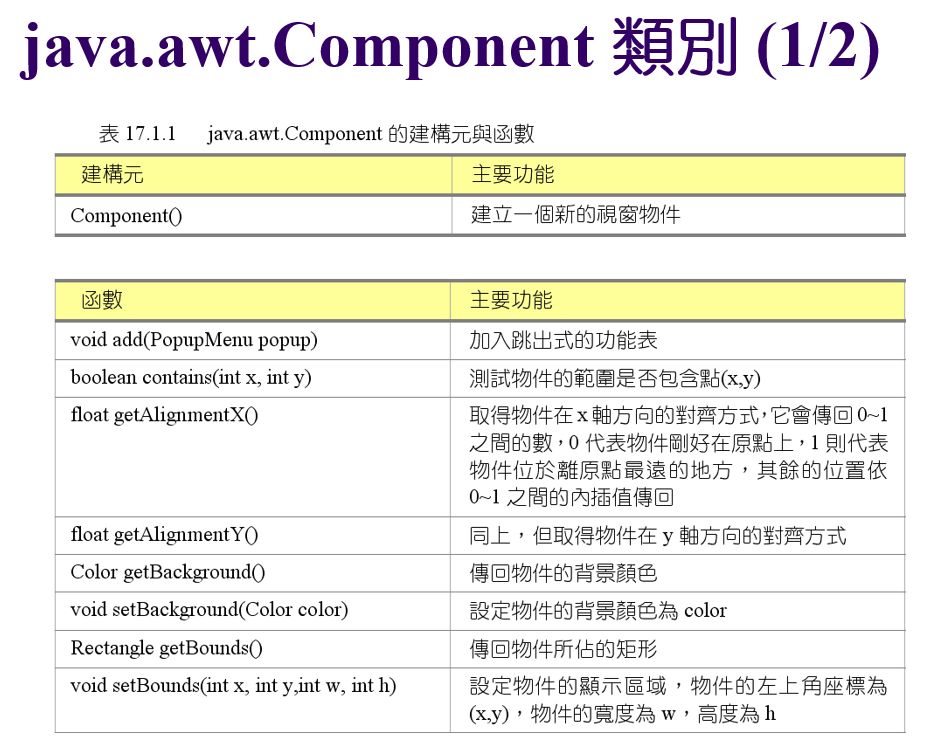 java.awt.Component 類別 (1/2)
表 17.1.1 java.awt.Component 的建構元與函數
建構元 主要功能
Component() 建立一個新的視窗物件
函數 主要功能
void add(PopupMenu popup) 加入跳出式的功能表
boolean contains(int x, int y) 測試物件的範圍是否包含點(x,y)
float getAlignmentX() 取得物件在 x 軸方向的對齊方式,它會傳回 0~1
之間的數,0 代表物件剛好在原點上,1 則代表
物件位於離原點最遠的地方,其餘的位置依
0~1 之間的內插值傳回
float getAlignmentY() 同上,但取得物件在 y 軸方向的對齊方式
Color getBackground() 傳回物件的背景顏色
void setBackground(Color color) 設定物件的背景顏色為 color
Rectangle getBounds() 傳回物件所佔的矩形
void setBounds(int x, int y,int w, int h) 設定物件的顯示區域,物件的左上角座標為
(x,y),物件的寬度為 w,高度為 h